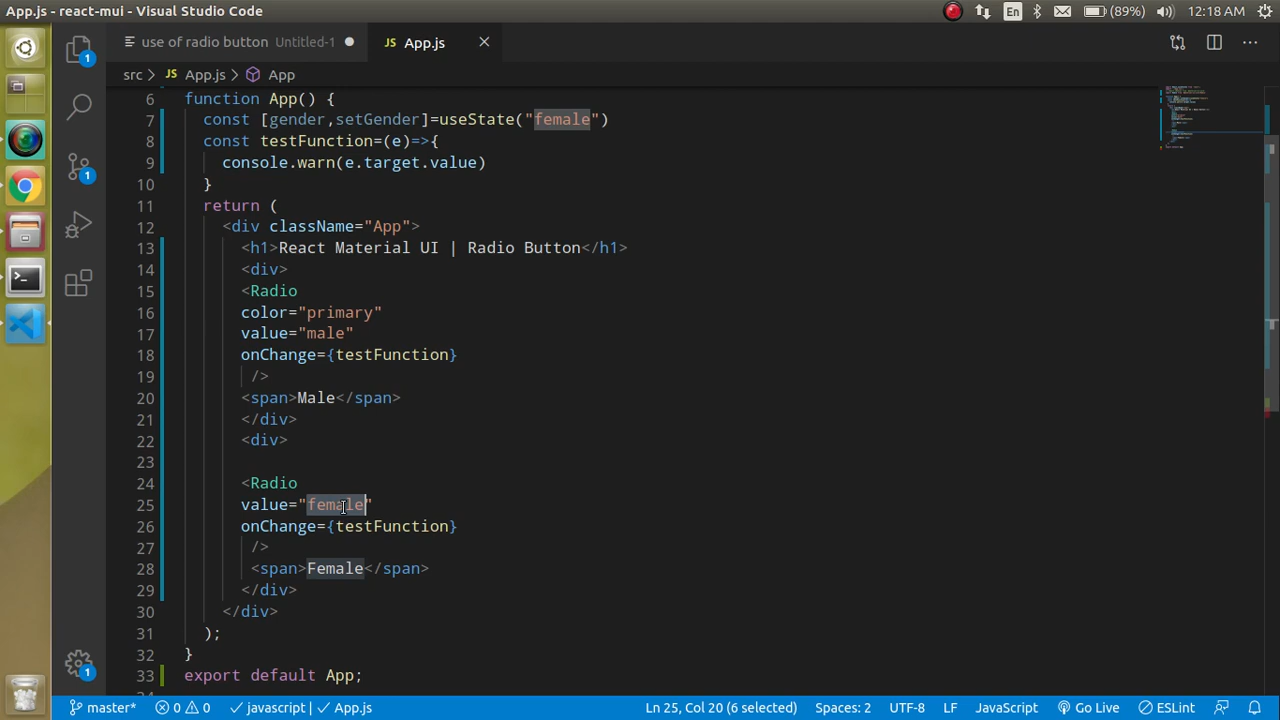 App.js - react-mui - Visual Studio Code
En
(89%)
12:18 AM
use of radio button Untitled-1
JS App.js
src > JS App.js > App
6 function App() {
7 const [gender,setGender]=useState("female")
8 const testFunction=(e)=>{
9 console.warn(e.target.value)
10 }
11 return (
12 <div className="App">
13 <h1>React Material UI | Radio Button</h1>
14 <div>
15 <Radio
16 color="primary"
17 value="male"
18 onChange={testFunction}
19 />
20 <span>Male</span>
21 </div>
22 <div>
23
24 <Radio
25 value="female"
26 onChange={testFunction}
27 />
28 <span>Female</span>
29 </div>
30 </div>
31 );
32 }
33 export default App;
1
1
1
master* 0 0 javascript | App.js Ln 25, Col 20 (6 selected) Spaces: 2 UTF-8 LF JavaScript Go Live ESLint